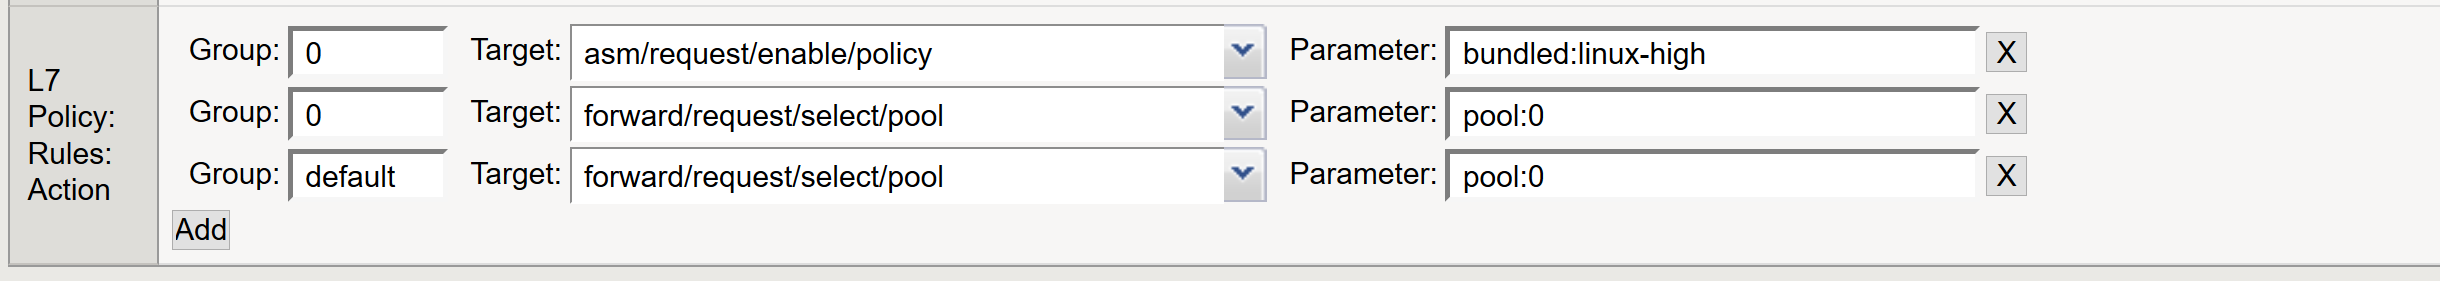 L7
Policy:
Rules:
Action
Group: 0 Target: asm/request/enable/policy Parameter: bundled:linux-high X
Group: 0 Target: forward/request/select/pool Parameter: pool:0 X
Group: default Target: forward/request/select/pool Parameter: pool:0 X
Add